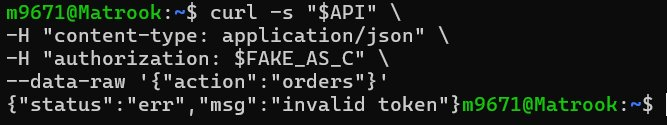 m9671@Matrook:~$ curl -s "$API" \
-H "content-type: application/json" \
-H "authorization: $FAKE_AS_C" \
--data-raw '{"action":"orders"}'
{"status":"err","msg":"invalid token"}m9671@Matrook:~$